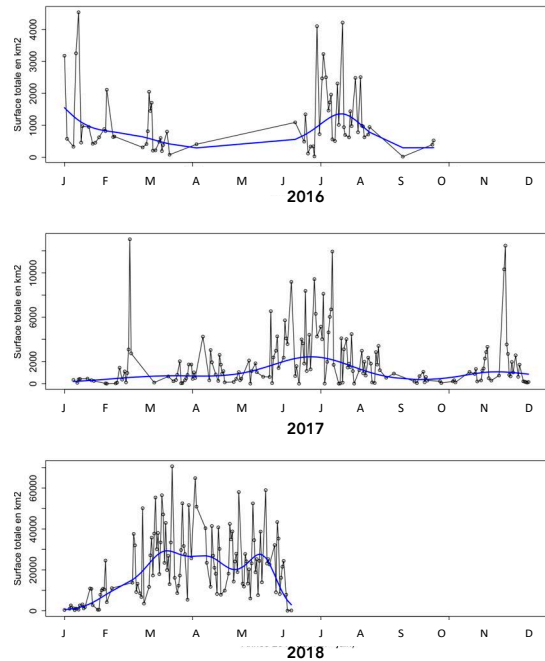 Surface totale en km2
4000
3000
2000
1000
0
J F M A M J J A S O N D
2016
Surface totale en km2
10000
6000
2000
0
J F M A M J J A S O N D
2017
Surface totale en km2
60000
40000
20000
0
J F M A M J J A S O N D
2018